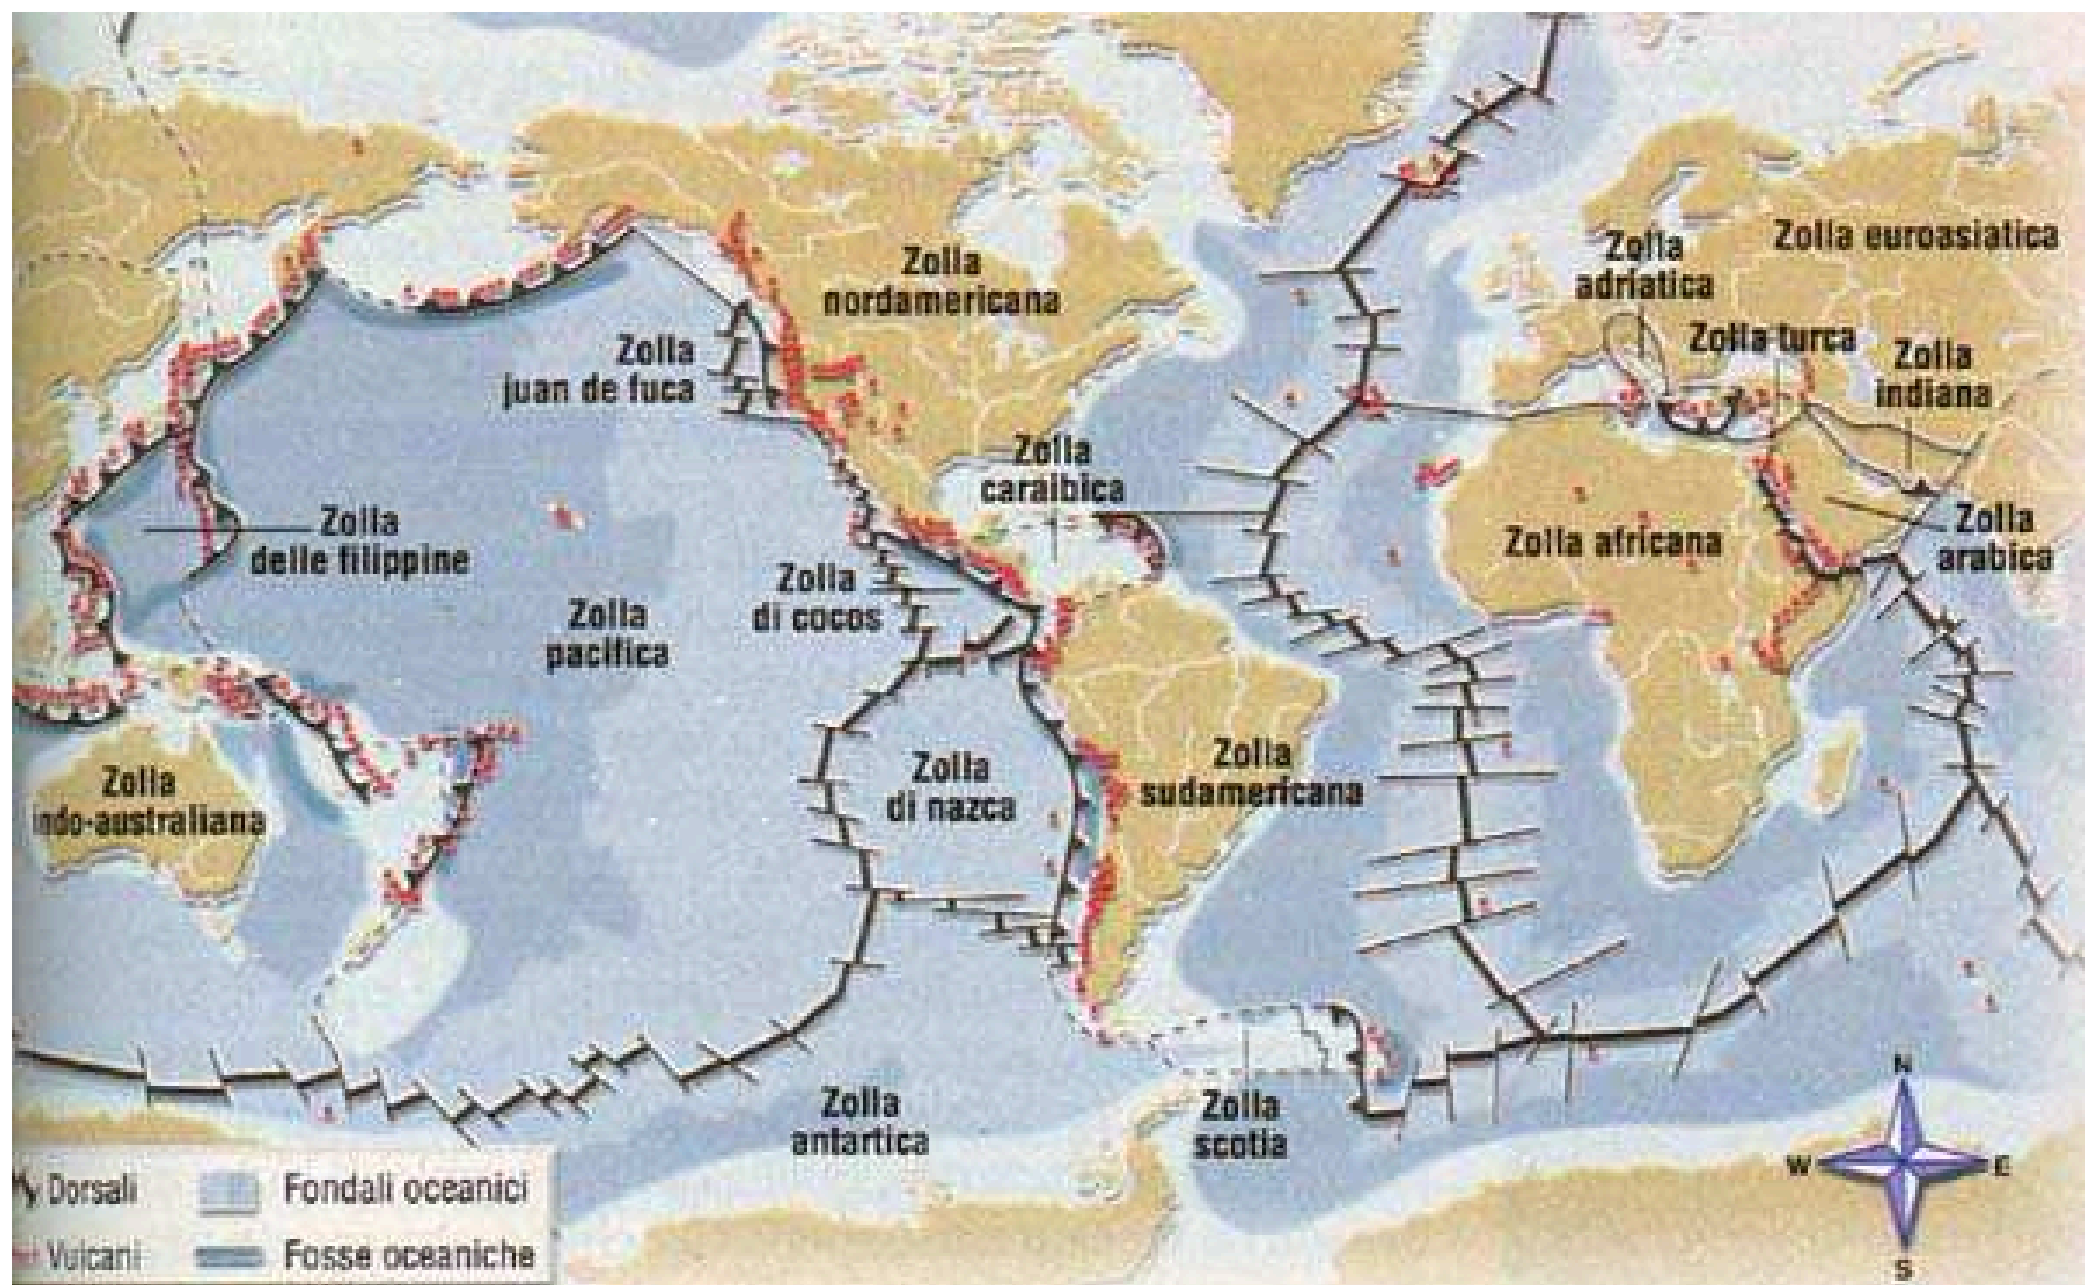 Zolla
adriatica
Zolla euroasiatica
Zolla
nordamericana
Zolla turca
Zolla
indiana
Zolla
juan de fuca
Zolla
caraibica
Zolla
delle filippine
Zolla africana
Zolla
arabica
Zolla
di cocos
Zolla
pacifica
Zolla
indo-australiana
Zolla
di nazca
Zolla
sudamericana
Zolla
antartica
Zolla
scotia
N
W
E
S
Dorsali
Fondali oceanici
Vulcani
Fosse oceaniche